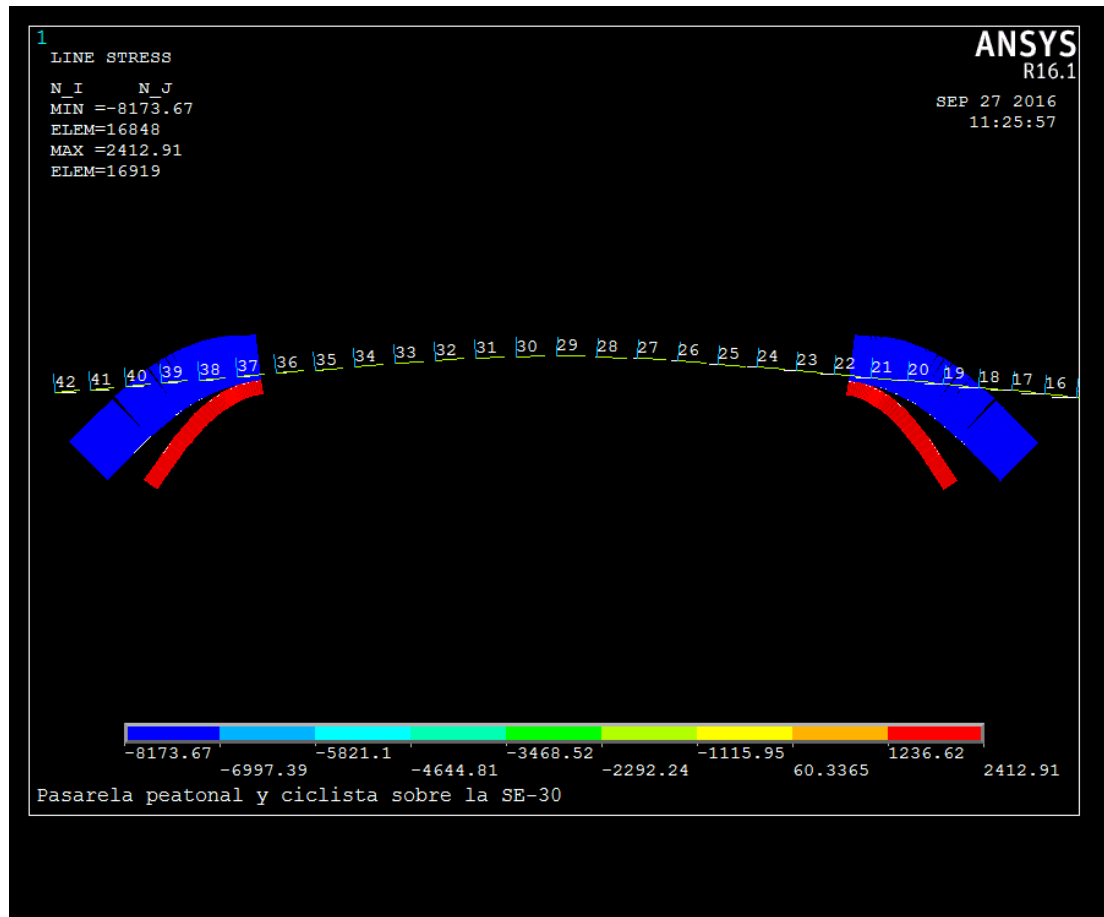 1
LINE STRESS
N_I N_J
MIN =-8173.67
ELEM=16848
MAX =2412.91
ELEM=16919
ANSYS
R16.1
SEP 27 2016
11:25:57
42 41 40 39 38 37 36 35 34 33 32 31 30 29 28 27 26 25 24 23 22 21 20 19 18 17 16
-8173.67 -5821.1 -3468.52 -1115.95 1236.62
-6997.39 -4644.81 -2292.24 60.3365 2412.91
Pasarela peatonal y ciclista sobre la SE-30